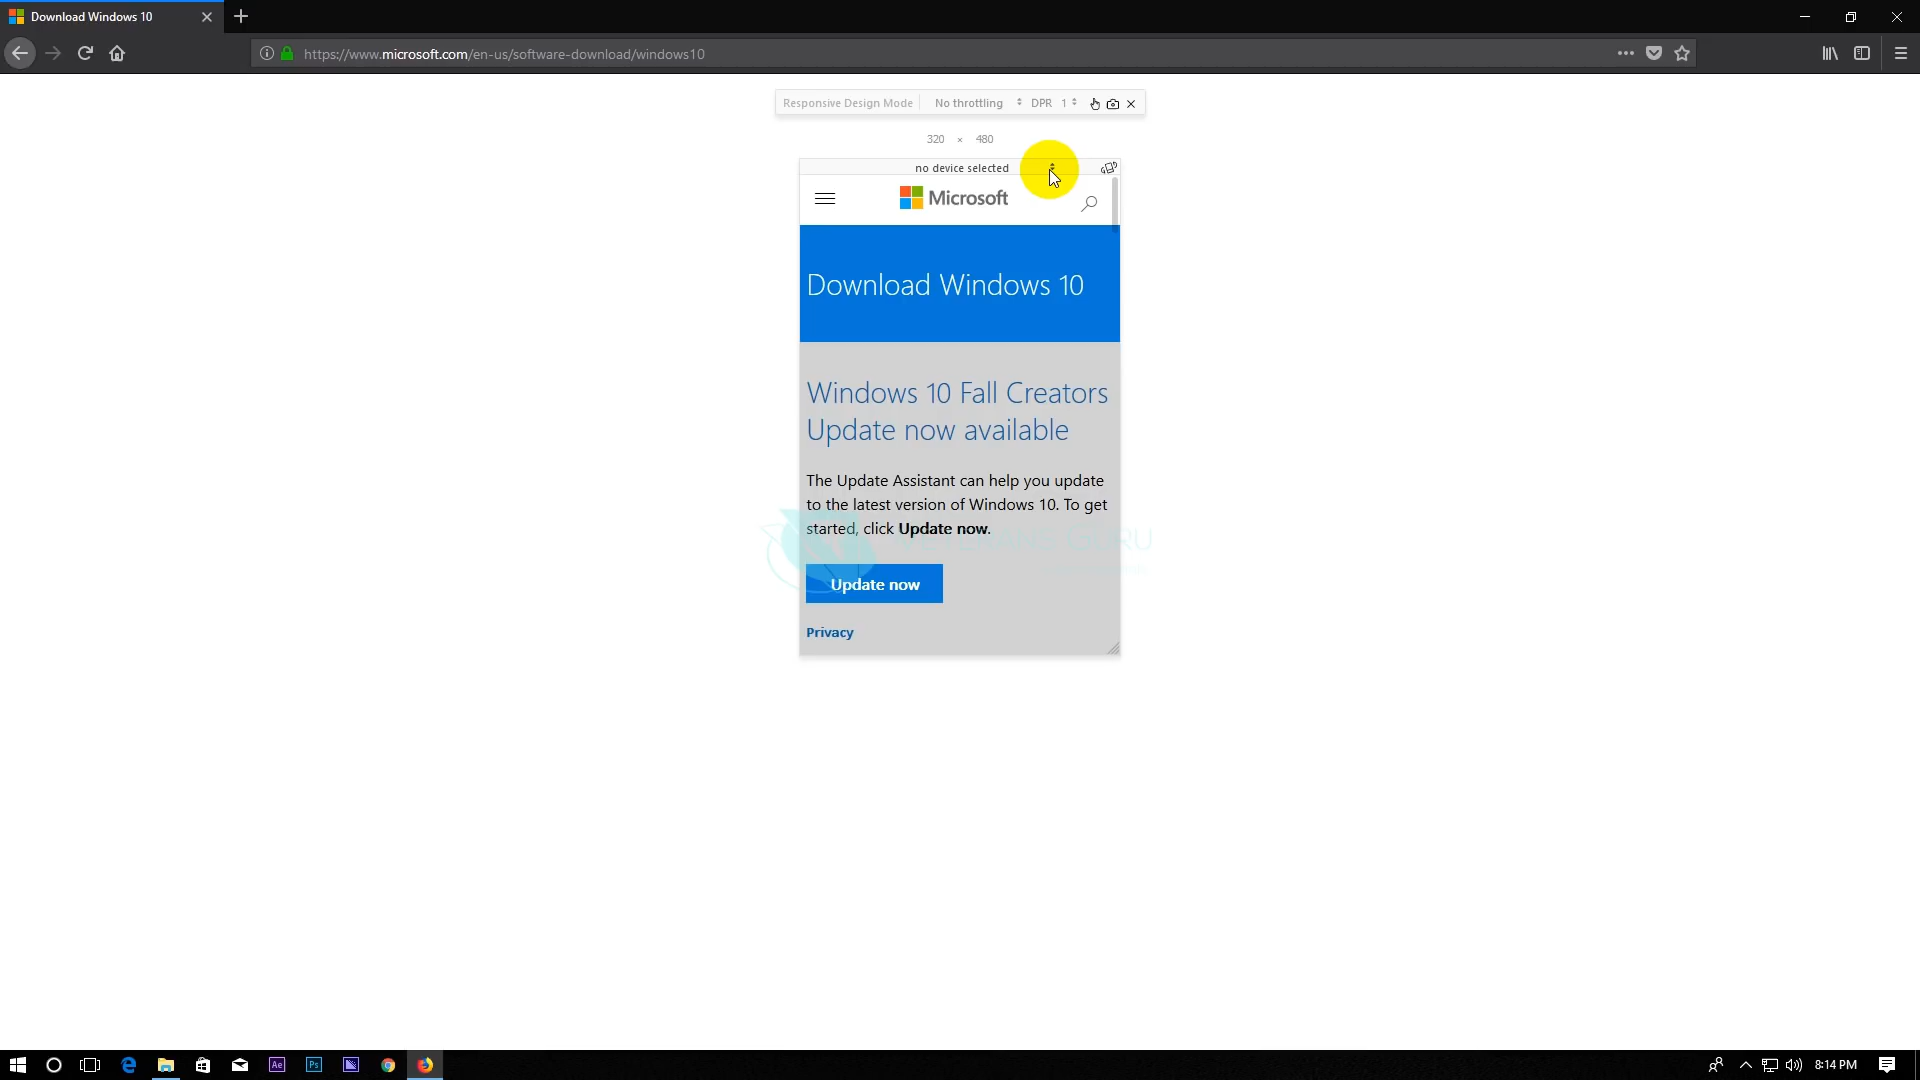 Download Windows 10
https://www.microsoft.com/en-us/software-download/windows10
Responsive Design Mode No throttling DPR 1
320 × 480
no device selected
Microsoft
Download Windows 10
Windows 10 Fall Creators
Update now available
The Update Assistant can help you update
to the latest version of Windows 10. To get
started, click Update now.
GURU
Update now
Privacy
Ae
Ps
8:14 PM